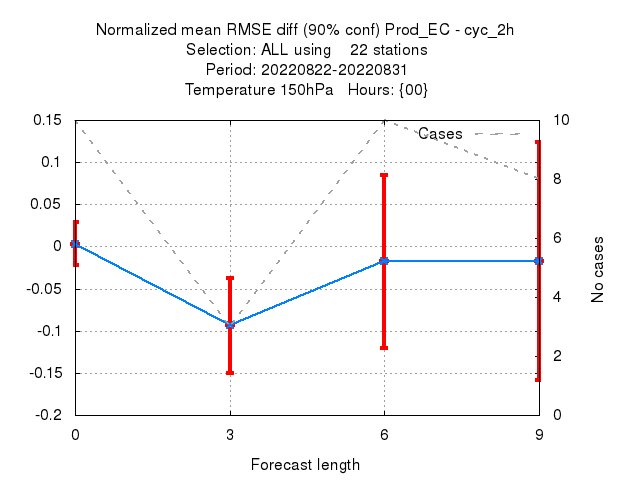 Normalized mean RMSE diff (90% conf) Prod_EC - cyc_2h
Selection: ALL using    22 stations
Period: 20220822-20220831
Temperature 150hPa   Hours: {00}
Cases
0.15
0.1
0.05
0
-0.05
-0.1
-0.15
-0.2
10
8
6
4
2
0
No cases
0 3 6 9
Forecast length